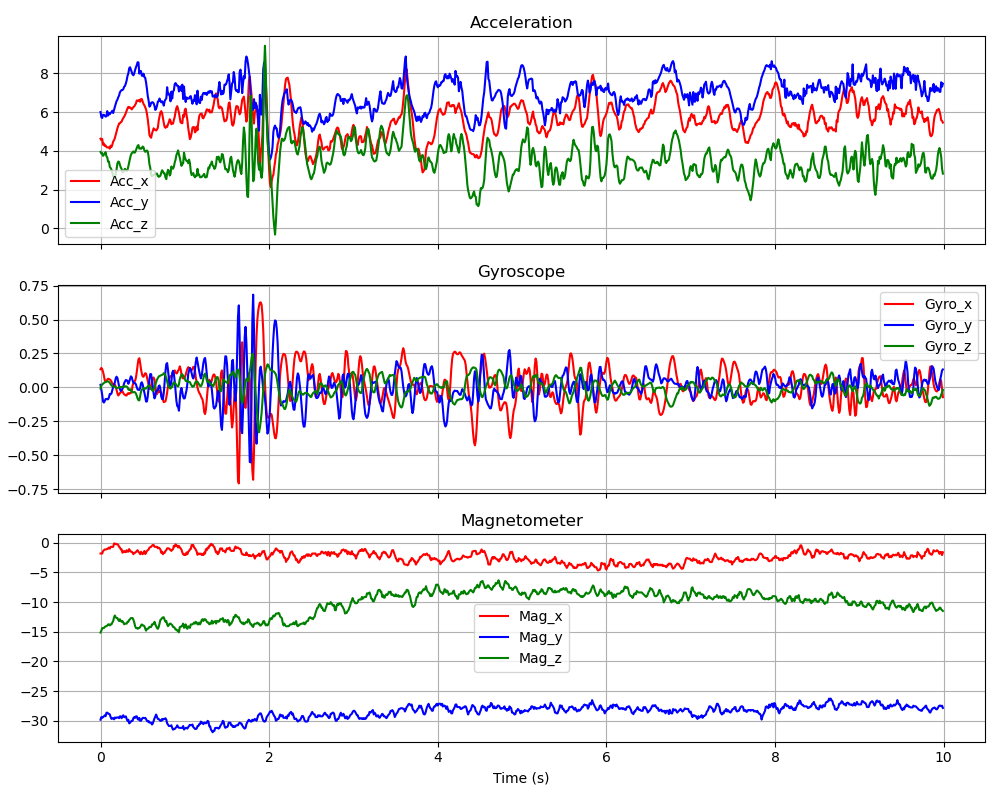 Acceleration
8
6
4
2
0
Acc_x
Acc_y
Acc_z
Gyroscope
0.75
0.50
0.25
0.00
−0.25
−0.50
−0.75
Gyro_x
Gyro_y
Gyro_z
Magnetometer
0
−5
−10
−15
−20
−25
−30
Mag_x
Mag_y
Mag_z
0 2 4 6 8 10
Time (s)